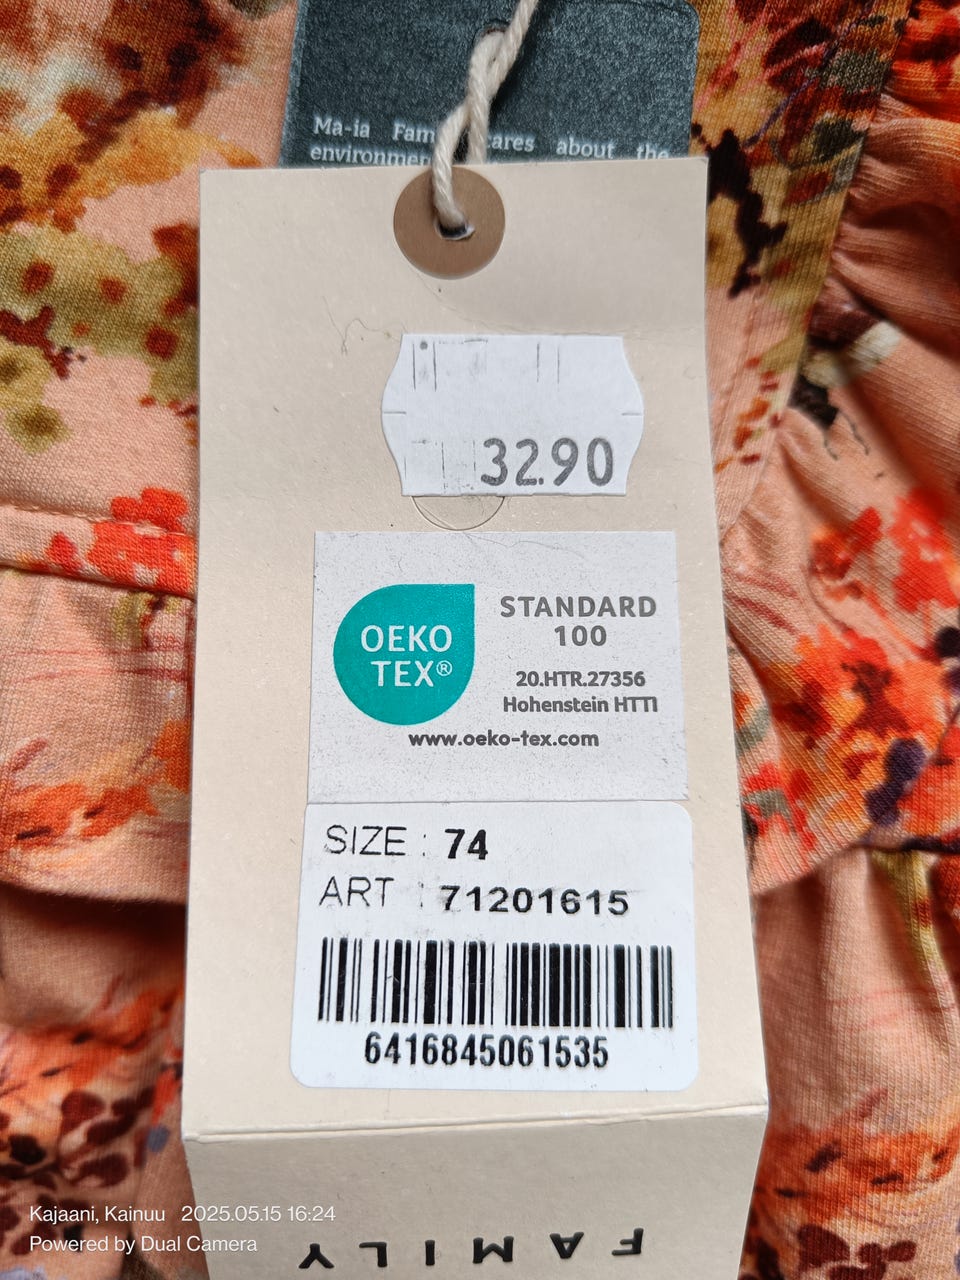 Ma-ia Fam cares about the
environmen
32.90
OEKO
TEX®
STANDARD
100
20.HTR.27356
Hohenstein HTTI
www.oeko-tex.com
SIZE : 74
ART : 71201615
6416845061535
FAMILY
Kajaani, Kainuu 2025.05.15 16:24
Powered by Dual Camera